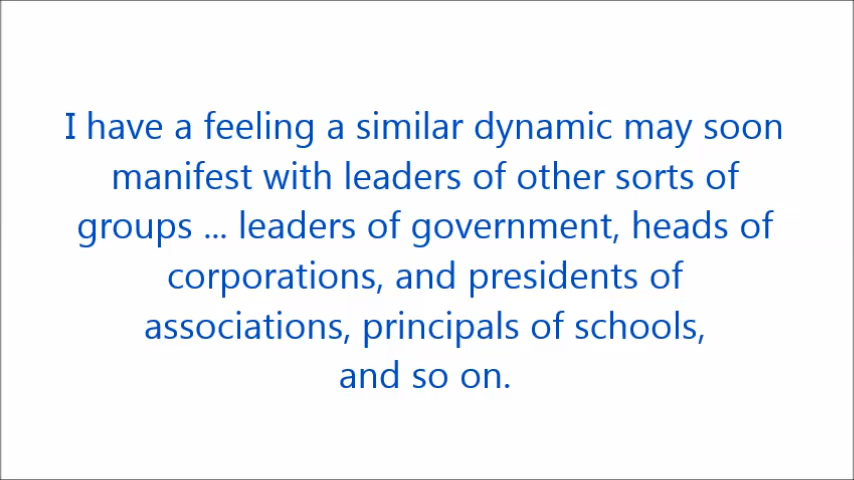 I have a feeling a similar dynamic may soon
manifest with leaders of other sorts of
groups ... leaders of government, heads of
corporations, and presidents of
associations, principals of schools,
and so on.